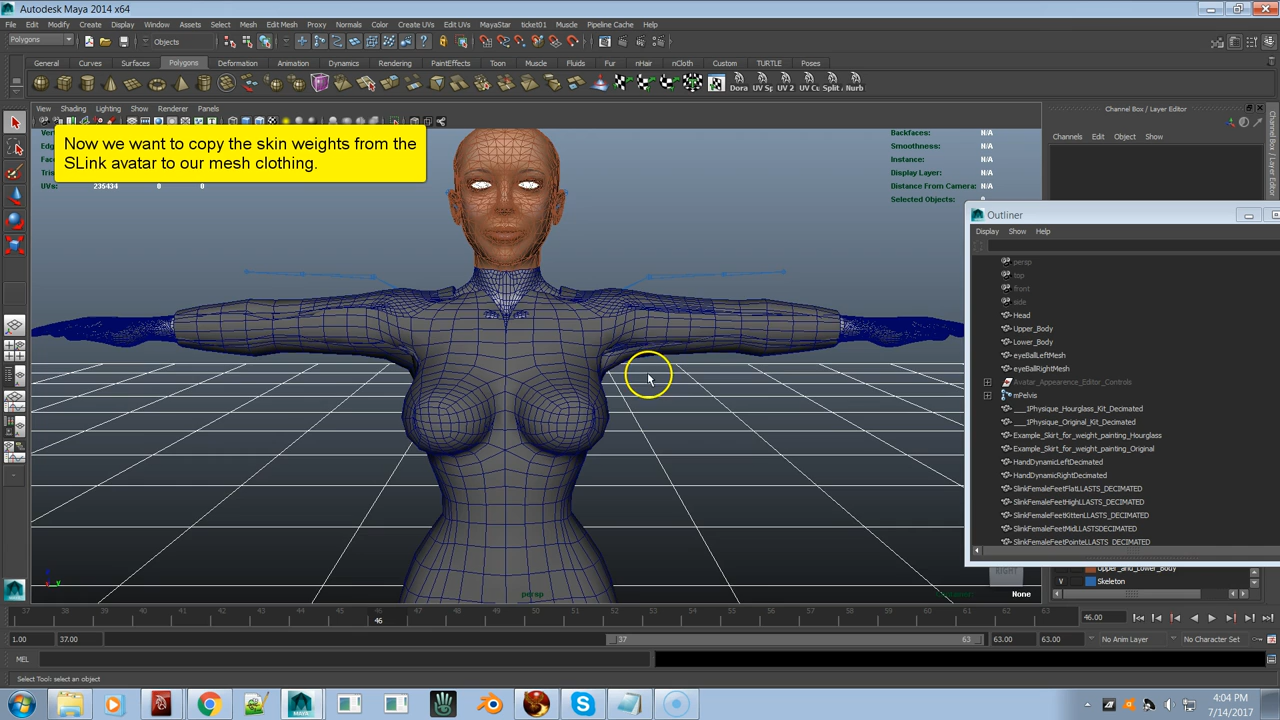 Autodesk Maya 2014 x64
File Edit Modify Create Display Window Assets Select Mesh Edit Mesh Proxy Normals Color Create UVs Edit UVs MayaStar ticket01 Muscle Pipeline Cache Help
Polygons Objects
General Curves Surfaces Polygons Deformation Animation Dynamics Rendering PaintEffects Toon Muscle Fluids Fur nHair nCloth Custom TURTLE Poses
Dora UV Sp UV 2 UV Cu Split Nurb
View Shading Lighting Show Renderer Panels
Channel Box / Layer Editor
Channels Edit Object Show
Now we want to copy the skin weights from the
SLink avatar to our mesh clothing.
UVs: 235434 0 0
Backfaces: N/A
Smoothness: N/A
Instance: N/A
Display Layer: N/A
Distance From Camera: N/A
Selected Objects: 0
Outliner
Display Show Help
persp
top
front
side
Head
Upper_Body
Lower_Body
eyeBallLeftMesh
eyeBallRightMesh
Avatar_Appearence_Editor_Controls
mPelvis
___1Physique_Hourglass_Kit_Decimated
___1Physique_Original_Kit_Decimated
Example_Skirt_for_weight_painting_Hourglass
Example_Skirt_for_weight_painting_Original
HandDynamicLeftDecimated
HandDynamicRightDecimated
SlinkFemaleFeetFlatLLASTS_DECIMATED
SlinkFemaleFeetHighLLASTS_DECIMATED
SlinkFemaleFeetKittenLLASTS_DECIMATED
SlinkFemaleFeetMidLLASTSDECIMATED
SlinkFemaleFeetPointeLLASTS_DECIMATED
Upper_and_Lower_Body
V Skeleton
RIGHT
persp
None
37 38 39 40 41 42 43 44 45 46 47 48 49 50 51 52 53 54 55 56 57 58 59 60 61 62 63
46
46.00
1.00 37.00 37 63 63.00 63.00 No Anim Layer No Character Set
MEL
Select Tool: select an object
4:04 PM
7/14/2017